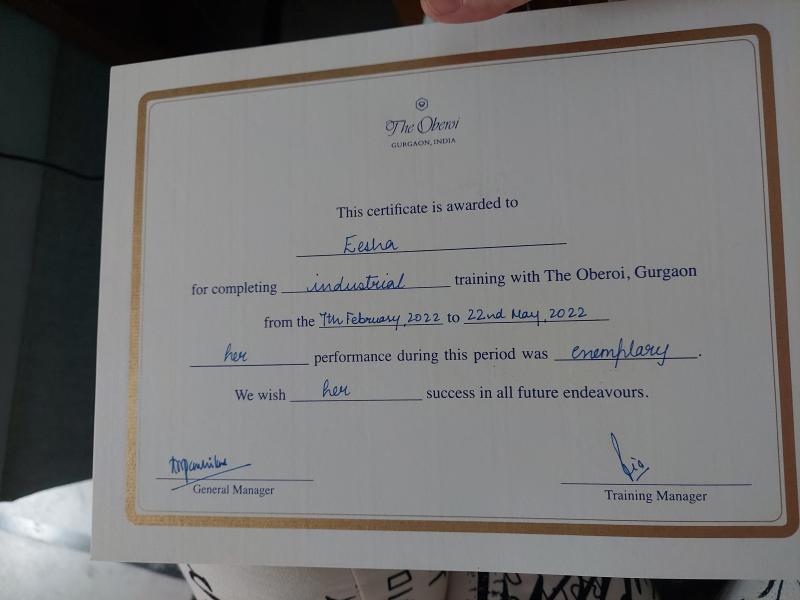 The Oberoi
GURGAON, INDIA
This certificate is awarded to
Eesha
for completing industrial training with The Oberoi, Gurgaon
from the 7th February, 2022 to 22nd May, 2022
her performance during this period was exemplary.
We wish her success in all future endeavours.
General Manager
Training Manager